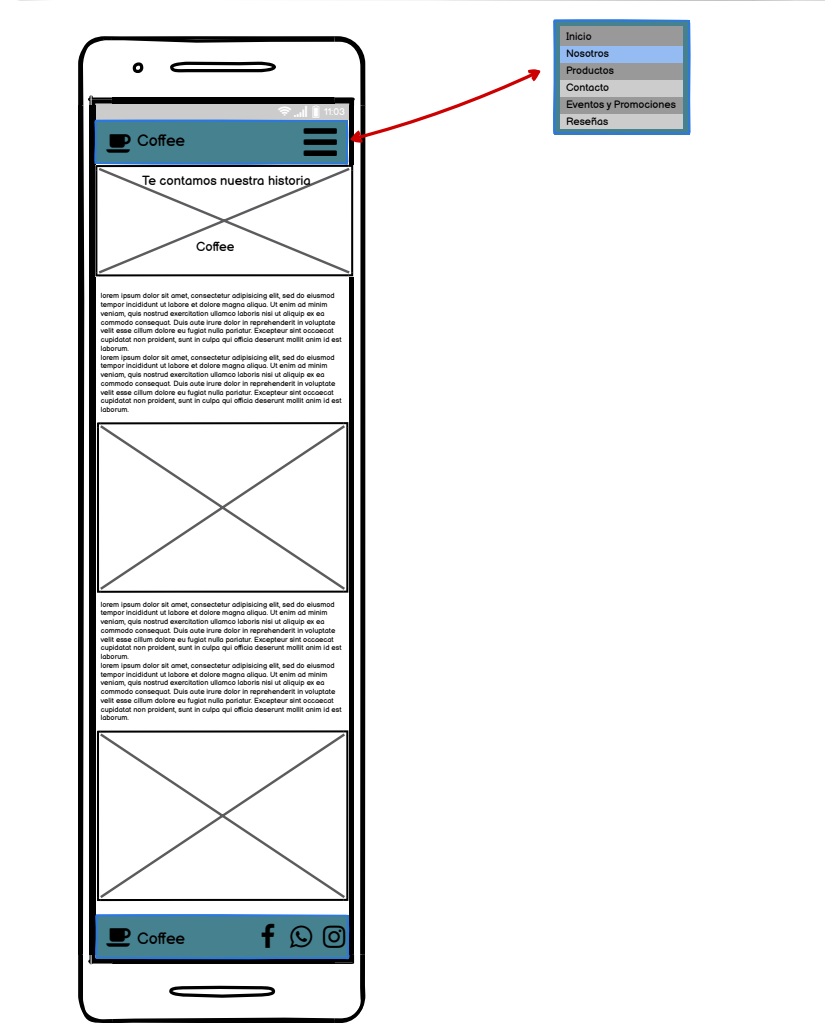 11:03
Coffee
Te contamos nuestra historia
Coffee
lorem ipsum dolor sit amet, consectetur adipisicing elit, sed do eiusmod
tempor incididunt ut labore et dolore magna aliqua. Ut enim ad minim
veniam, quis nostrud exercitation ullamco laboris nisi ut aliquip ex ea
commodo consequat. Duis aute irure dolor in reprehenderit in voluptate
velit esse cillum dolore eu fugiat nulla pariatur. Excepteur sint occaecat
cupidatat non proident, sunt in culpa qui officia deserunt mollit anim id est
laborum.
lorem ipsum dolor sit amet, consectetur adipisicing elit, sed do eiusmod
tempor incididunt ut labore et dolore magna aliqua. Ut enim ad minim
veniam, quis nostrud exercitation ullamco laboris nisi ut aliquip ex ea
commodo consequat. Duis aute irure dolor in reprehenderit in voluptate
velit esse cillum dolore eu fugiat nulla pariatur. Excepteur sint occaecat
cupidatat non proident, sunt in culpa qui officia deserunt mollit anim id est
laborum.
lorem ipsum dolor sit amet, consectetur adipisicing elit, sed do eiusmod
tempor incididunt ut labore et dolore magna aliqua. Ut enim ad minim
veniam, quis nostrud exercitation ullamco laboris nisi ut aliquip ex ea
commodo consequat. Duis aute irure dolor in reprehenderit in voluptate
velit esse cillum dolore eu fugiat nulla pariatur. Excepteur sint occaecat
cupidatat non proident, sunt in culpa qui officia deserunt mollit anim id est
laborum.
lorem ipsum dolor sit amet, consectetur adipisicing elit, sed do eiusmod
tempor incididunt ut labore et dolore magna aliqua. Ut enim ad minim
veniam, quis nostrud exercitation ullamco laboris nisi ut aliquip ex ea
commodo consequat. Duis aute irure dolor in reprehenderit in voluptate
velit esse cillum dolore eu fugiat nulla pariatur. Excepteur sint occaecat
cupidatat non proident, sunt in culpa qui officia deserunt mollit anim id est
laborum.
Coffee
Inicio
Nosotros
Productos
Contacto
Eventos y Promociones
Reseñas